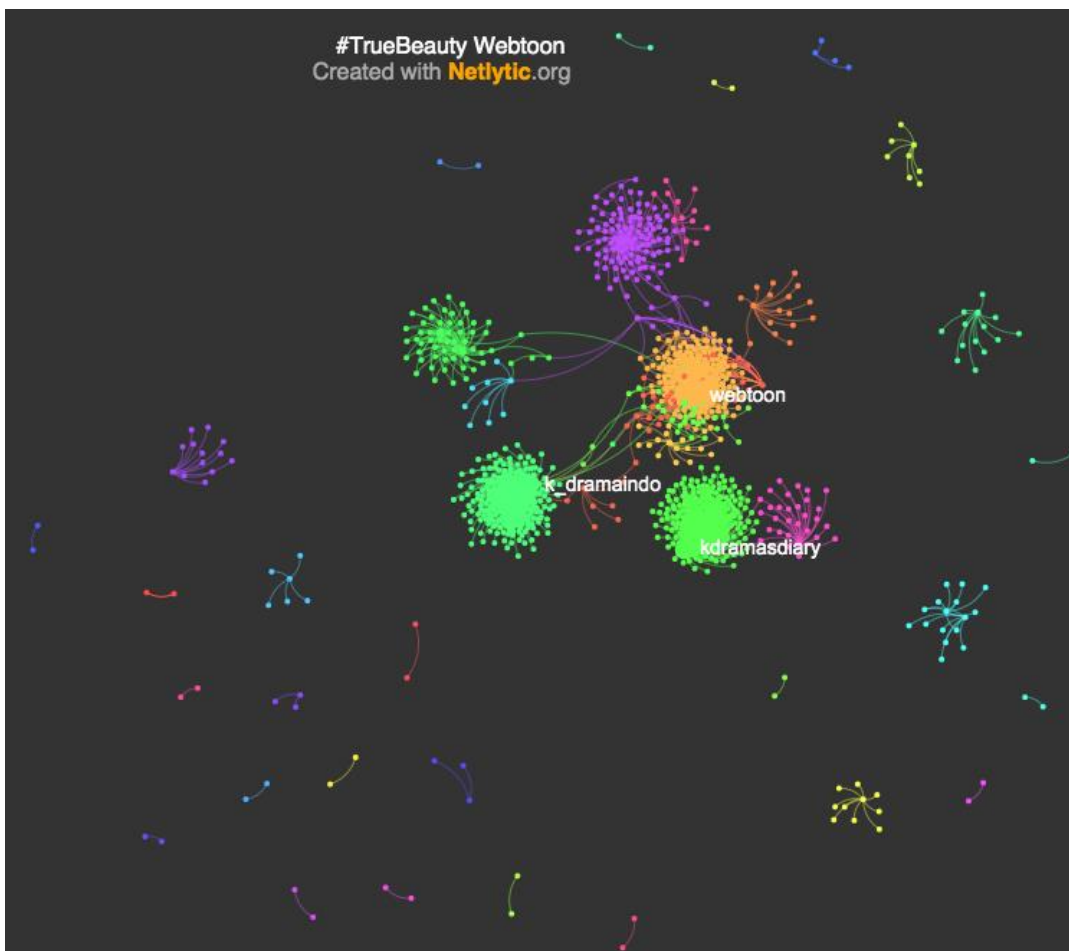 #TrueBeauty Webtoon
Created with Netlytic.org
webtoon
k_dramaindo
kdramasdiary